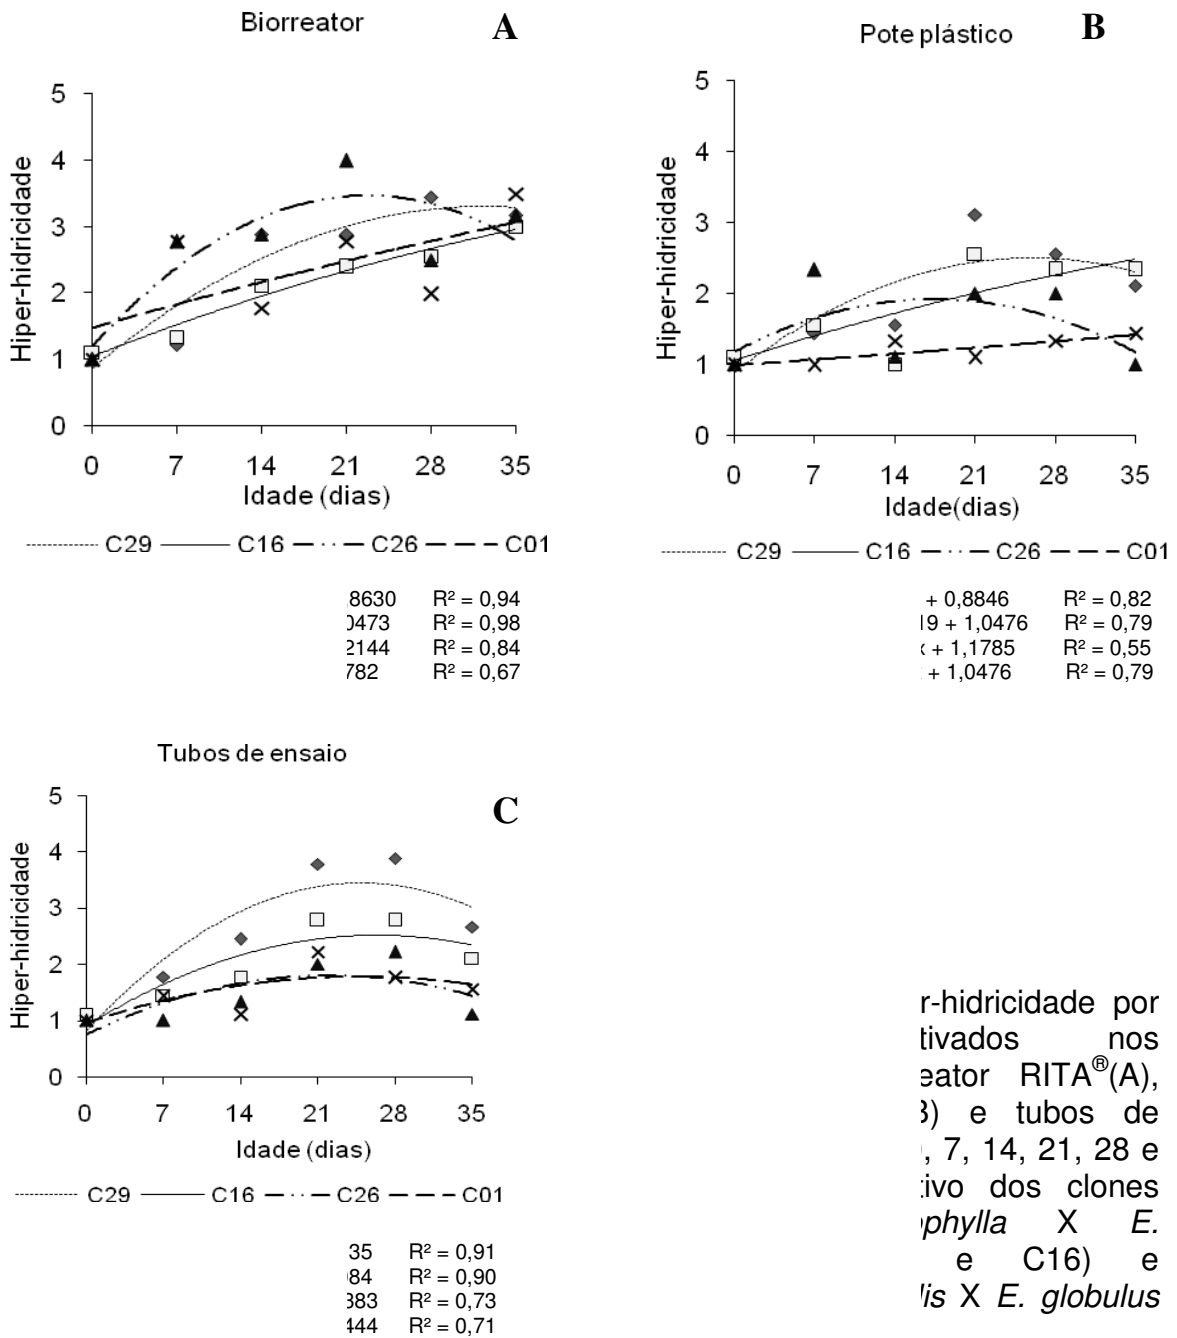 Biorreator A
5
4
3
2
1
0
Hiper-hidricidade
0 7 14 21 28 35
Idade (dias)
C29 C16 C26 C01
,8630 R² = 0,94
0473 R² = 0,98
2144 R² = 0,84
782 R² = 0,67
Pote plástico B
5
4
3
2
1
0
Hiper-hidricidade
0 7 14 21 28 35
Idade(dias)
C29 C16 C26 C01
+ 0,8846 R² = 0,82
19 + 1,0476 R² = 0,79
x + 1,1785 R² = 0,55
+ 1,0476 R² = 0,79
Tubos de ensaio
C
5
4
3
2
1
0
Hiper-hidricidade
0 7 14 21 28 35
Idade (dias)
C29 C16 C26 C01
35 R² = 0,91
84 R² = 0,90
383 R² = 0,73
444 R² = 0,71
r-hidricidade por
tivados nos
eator RITA®(A),
B) e tubos de
, 7, 14, 21, 28 e
tivo dos clones
ophylla X E.
e C16) e
lis X E. globulus